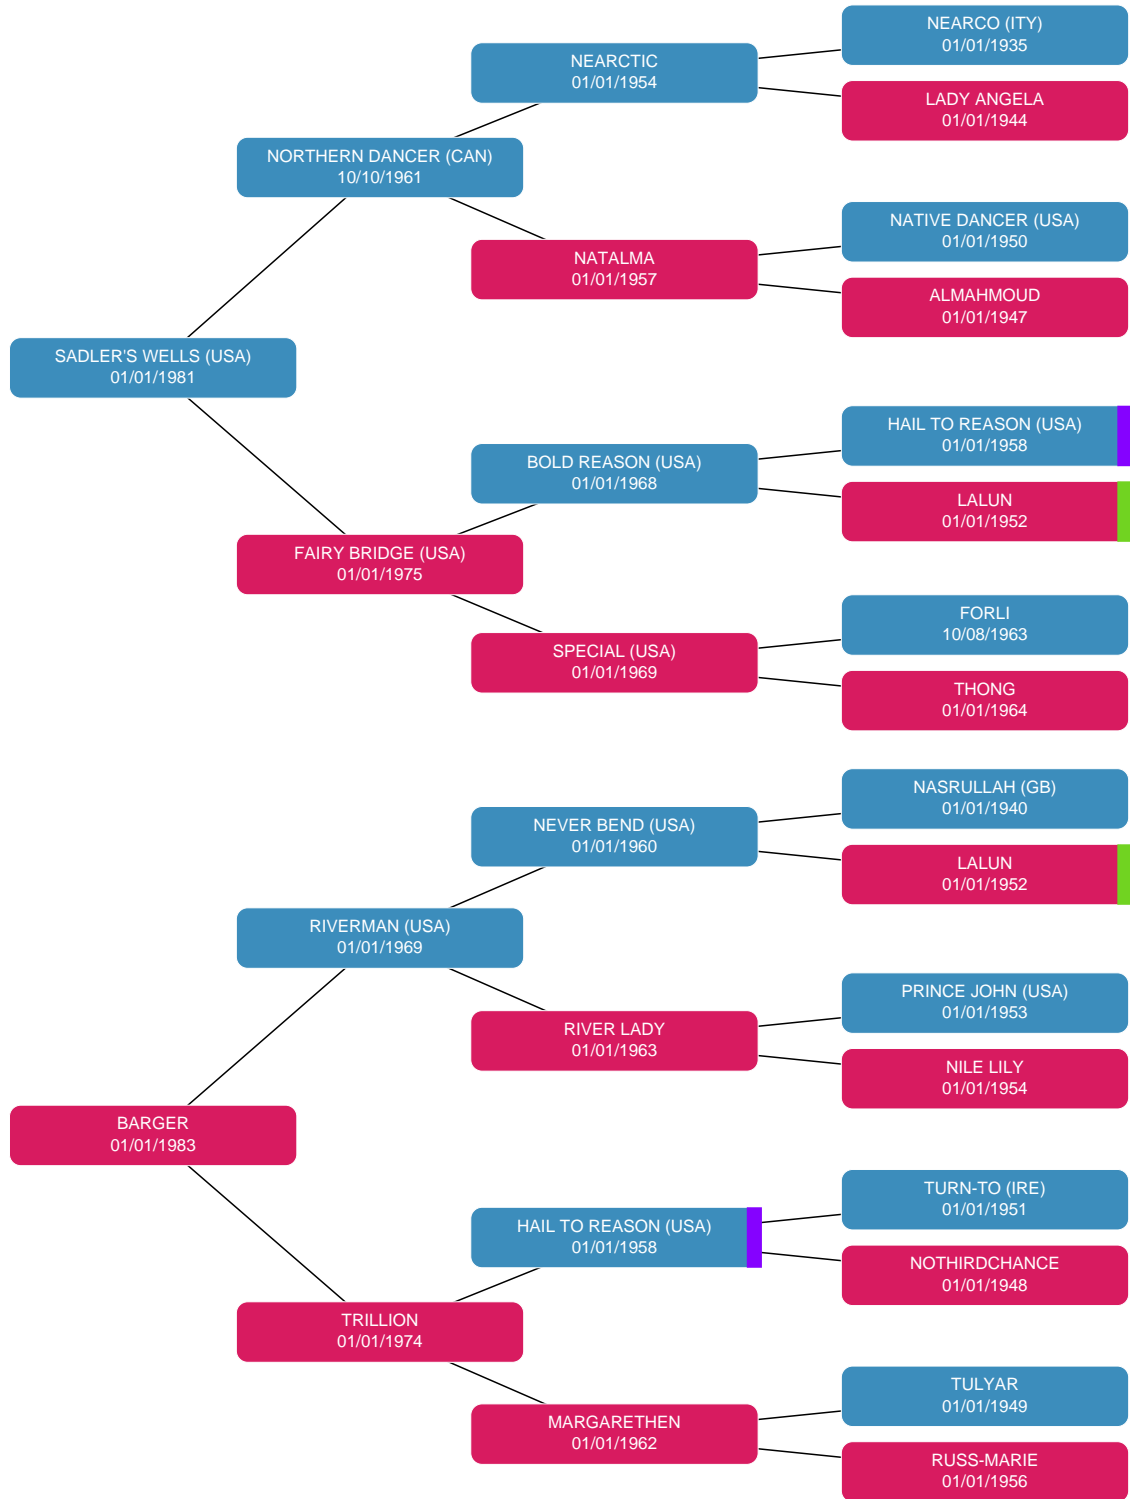 NEARCO (ITY)
01/01/1935
NEARCTIC
01/01/1954
LADY ANGELA
01/01/1944
NORTHERN DANCER (CAN)
10/10/1961
NATIVE DANCER (USA)
01/01/1950
NATALMA
01/01/1957
ALMAHMOUD
01/01/1947
SADLER'S WELLS (USA)
01/01/1981
HAIL TO REASON (USA)
01/01/1958
BOLD REASON (USA)
01/01/1968
LALUN
01/01/1952
FAIRY BRIDGE (USA)
01/01/1975
FORLI
10/08/1963
SPECIAL (USA)
01/01/1969
THONG
01/01/1964
NASRULLAH (GB)
01/01/1940
NEVER BEND (USA)
01/01/1960
LALUN
01/01/1952
RIVERMAN (USA)
01/01/1969
PRINCE JOHN (USA)
01/01/1953
RIVER LADY
01/01/1963
NILE LILY
01/01/1954
BARGER
01/01/1983
TURN-TO (IRE)
01/01/1951
HAIL TO REASON (USA)
01/01/1958
NOTHIRDCHANCE
01/01/1948
TRILLION
01/01/1974
TULYAR
01/01/1949
MARGARETHEN
01/01/1962
RUSS-MARIE
01/01/1956